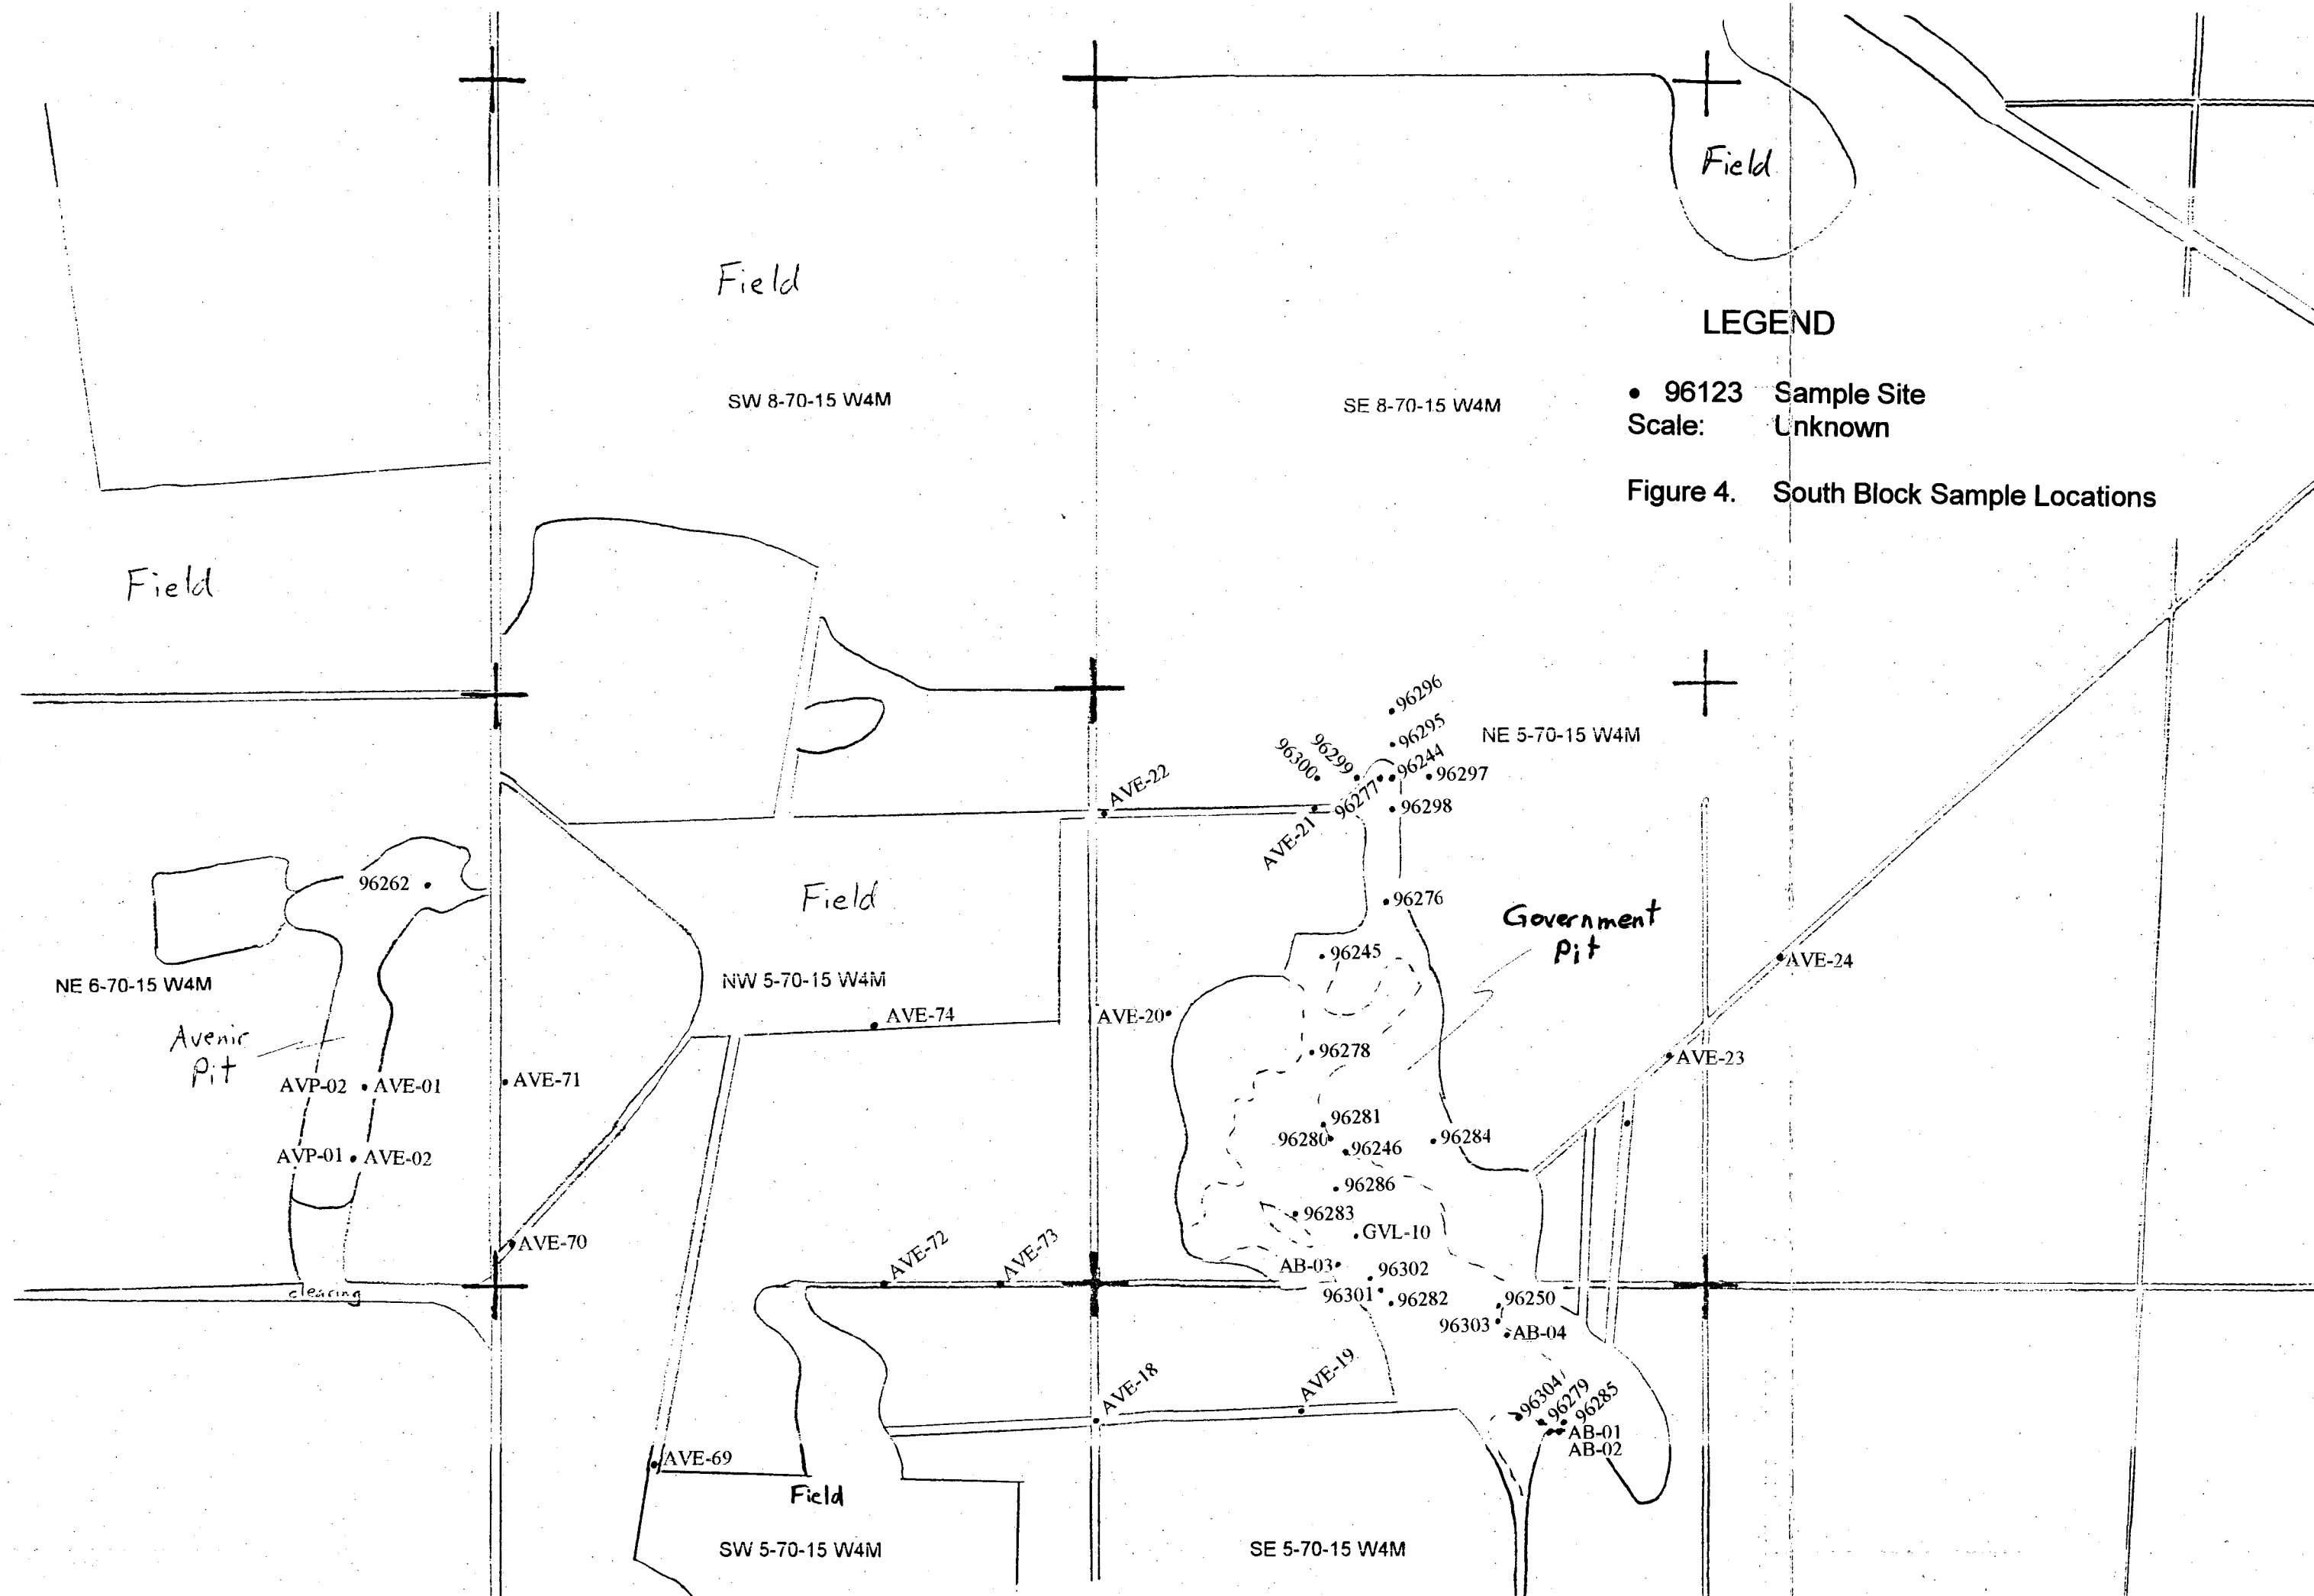 Field
Field
LEGEND
SW 8-70-15 W4M
SE 8-70-15 W4M
• 96123 Sample Site
Scale: Unknown
Figure 4. South Block Sample Locations
Field
96296
96295
NE 5-70-15 W4M
96300
96299
96244
96297
96277
96298
AVE-22
AVE-21
96262
Field
96276
Government
Pit
96245
AVE-24
NE 6-70-15 W4M
NW 5-70-15 W4M
AVE-74
AVE-20
Avenir
Pit
96278
AVE-23
AVP-02
AVE-01
AVE-71
96281
96280
96246
96284
AVP-01
AVE-02
96286
96283
GVL-10
AVE-70
AVE-72
AVE-73
AB-03
96302
clearing
96301
96282
96250
96303
AB-04
AVE-18
AVE-19
96304
96279
96285
AB-01
AB-02
AVE-69
Field
SW 5-70-15 W4M
SE 5-70-15 W4M